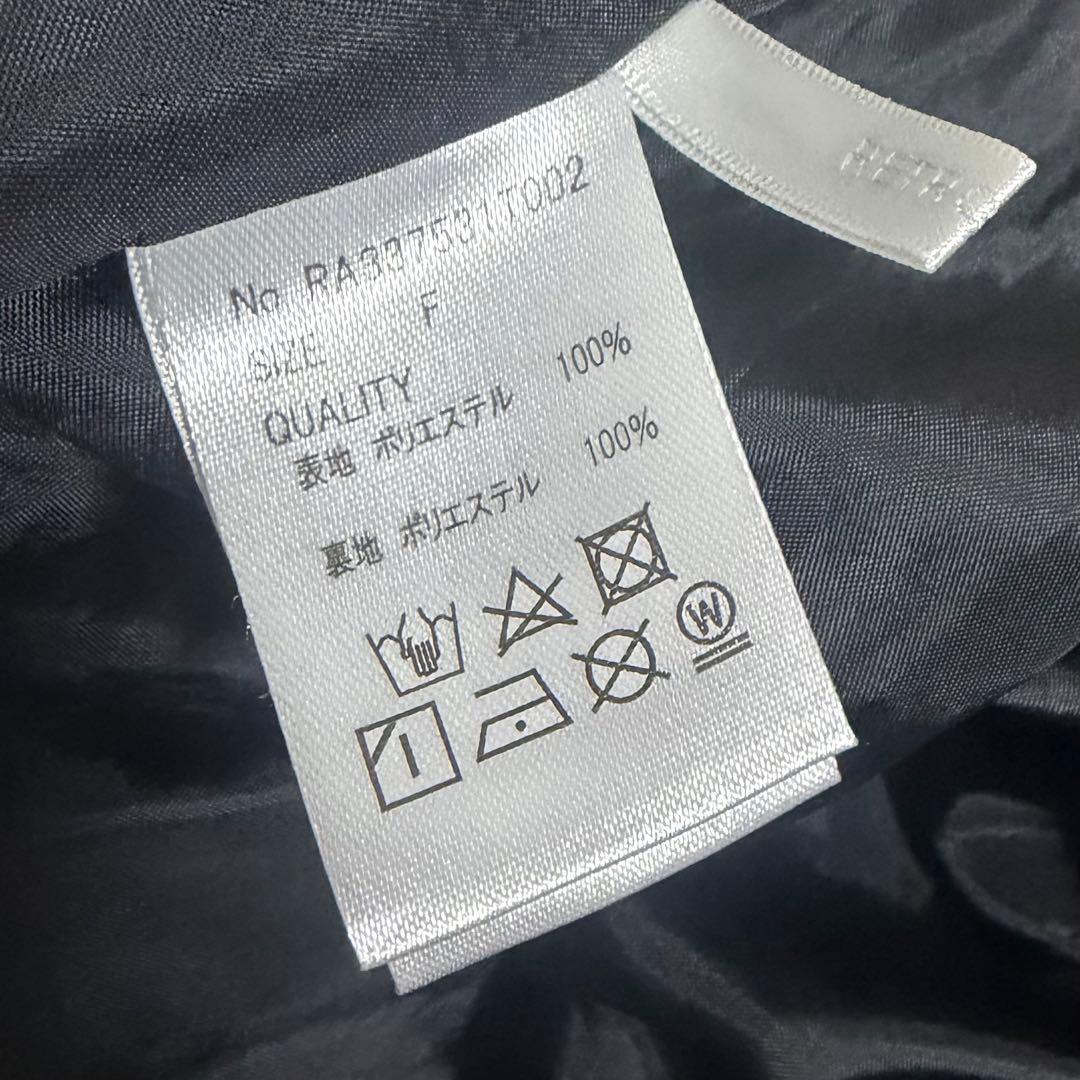 No RA3375311T002
SIZE F
QUALITY
表地 ポリエステル 100%
裏地 ポリエステル 100%
W